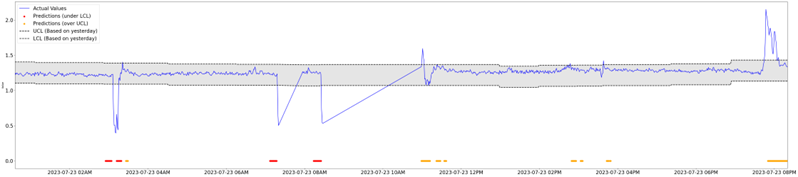 Actual Values
Predictions (under LCL)
Predictions (over UCL)
UCL (Based on yesterday)
LCL (Based on yesterday)
2.0
1.5
1.0
0.5
0.0
2023-07-23 02AM 2023-07-23 04AM 2023-07-23 06AM 2023-07-23 08AM 2023-07-23 10AM 2023-07-23 12PM 2023-07-23 02PM 2023-07-23 04PM 2023-07-23 06PM 2023-07-23 08PM